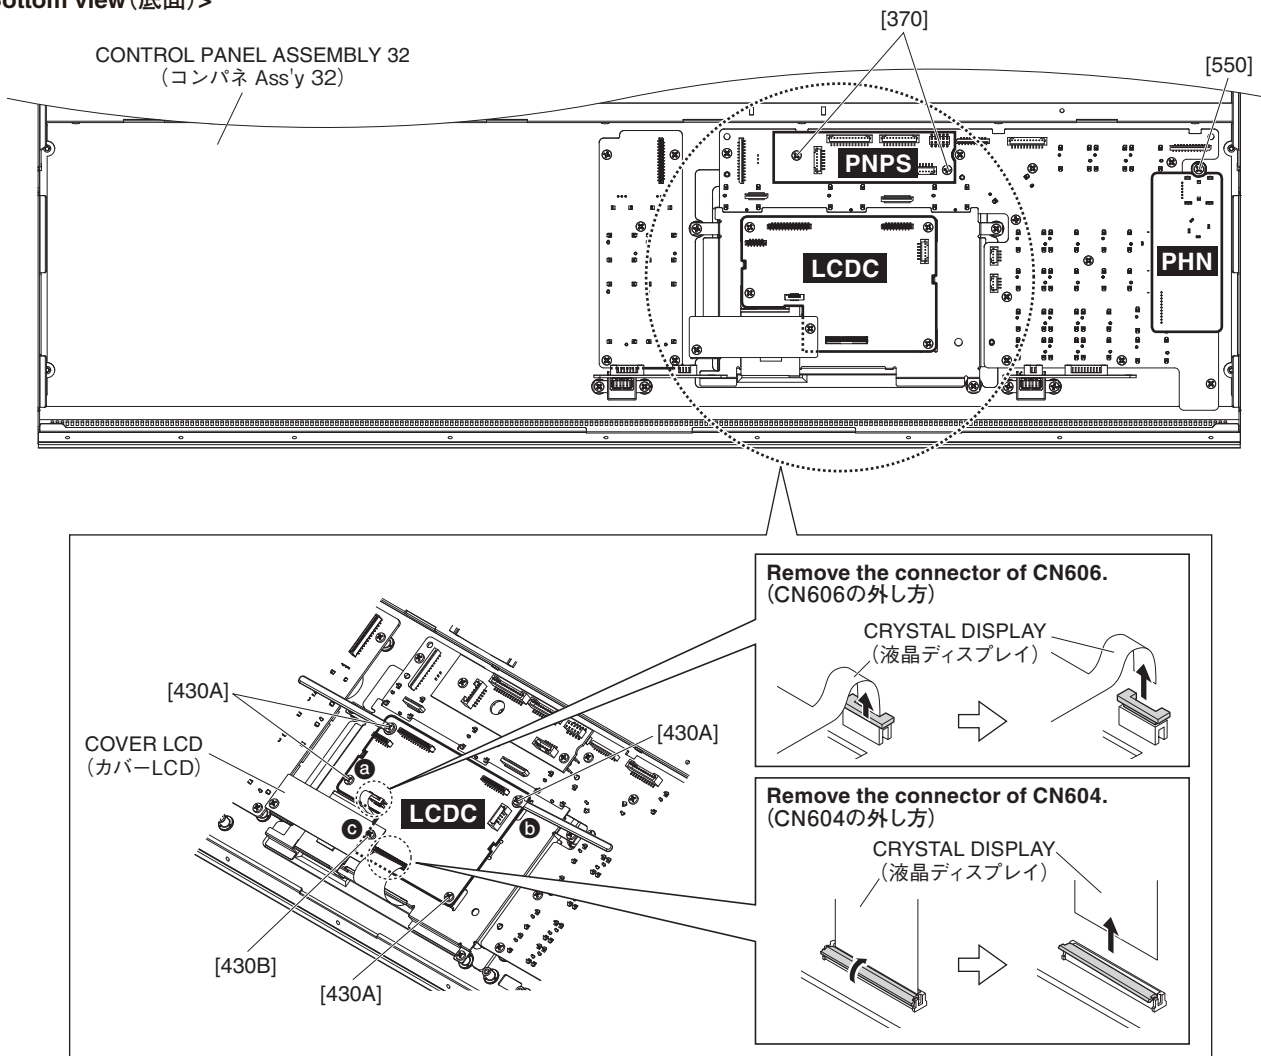 Bottom view（底面）>
[370]
CONTROL PANEL ASSEMBLY 32
（コンパネ Ass'y 32）
[550]
PNPS
LCDC
PHN
Remove the connector of CN606.
（CN606の外し方）
CRYSTAL DISPLAY
（液晶ディスプレイ）
[430A]
[430A]
COVER LCD
（カバーLCD）
a
LCDC
b
c
Remove the connector of CN604.
（CN604の外し方）
CRYSTAL DISPLAY
（液晶ディスプレイ）
[430B]
[430A]